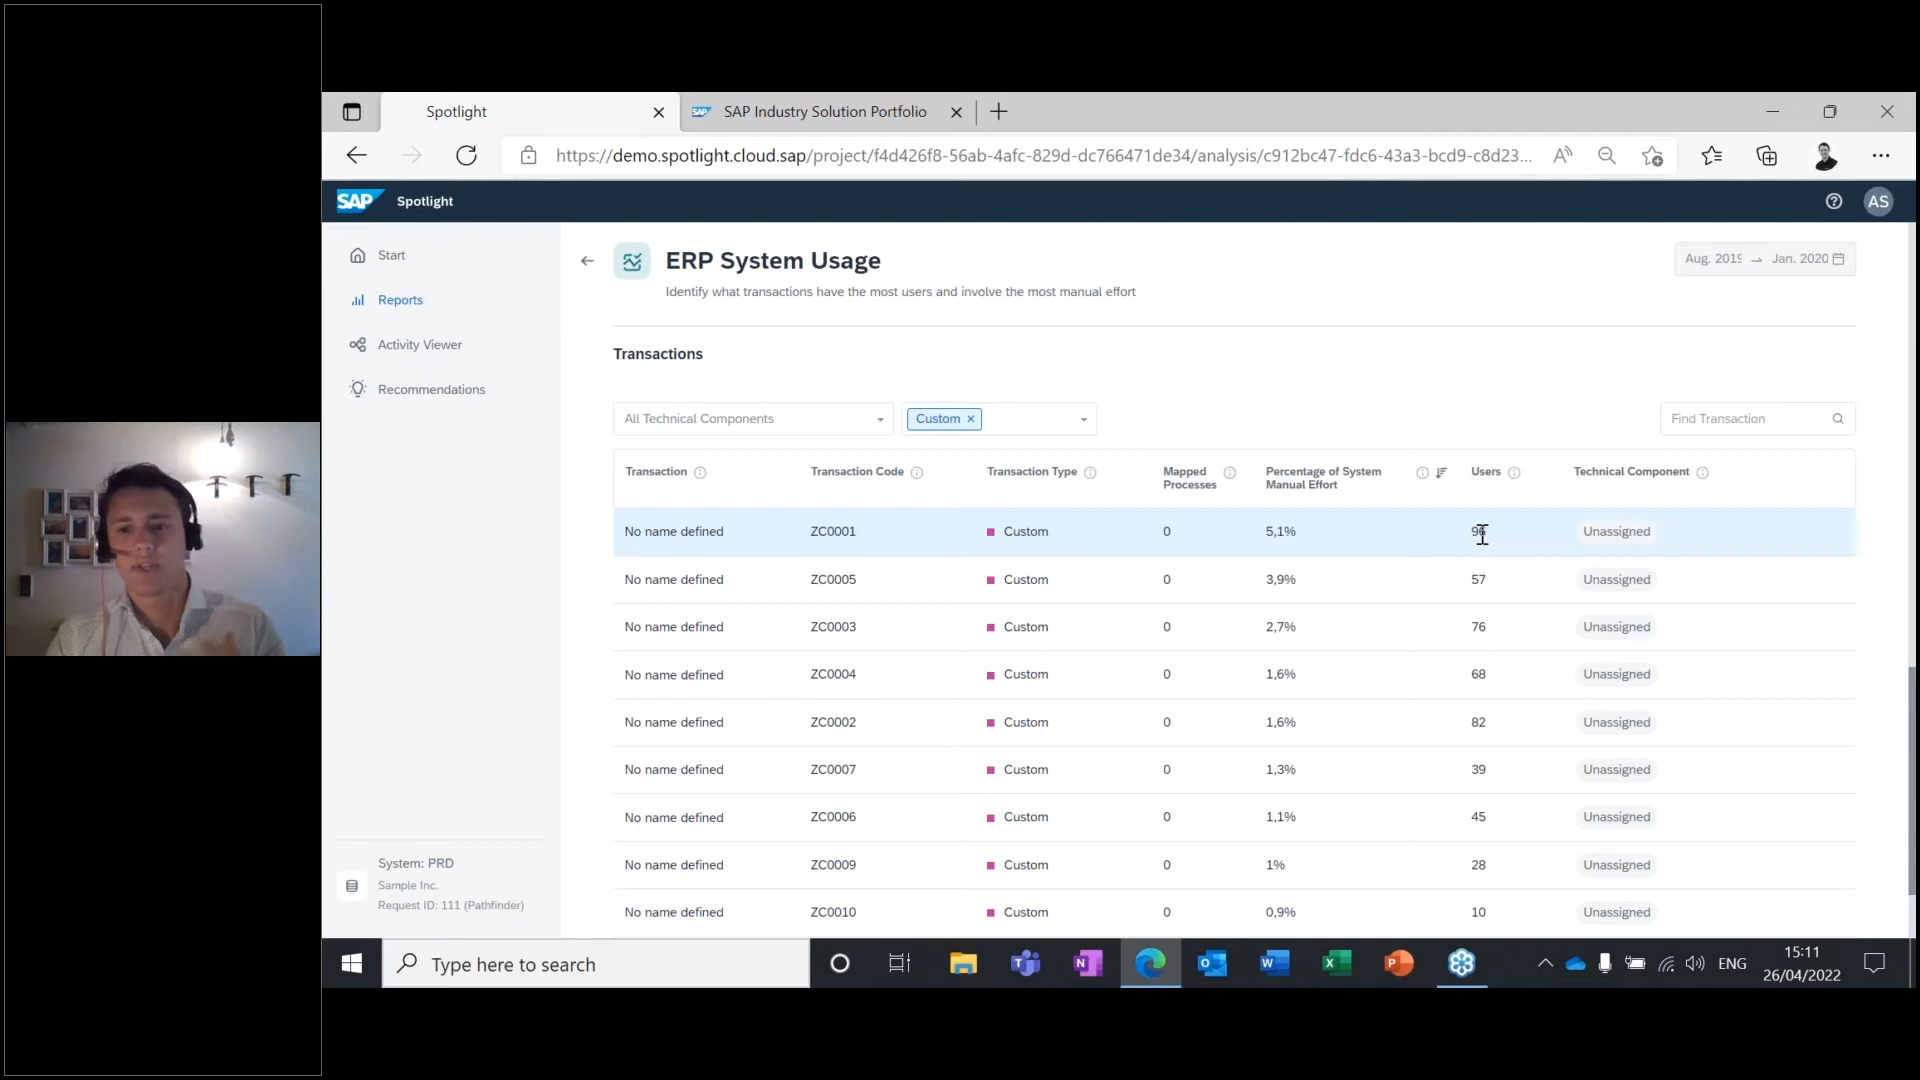 Spotlight
SAP SAP Industry Solution Portfolio
https://demo.spotlight.cloud.sap/project/f4d426f8-56ab-4afc-829d-dc766471de34/analysis/c912bc47-fdc6-43a3-bcd9-c8d23...
SAP Spotlight
AS
Start
Reports
Activity Viewer
Recommendations
ERP System Usage
Identify what transactions have the most users and involve the most manual effort
Aug. 2019 → Jan. 2020
Transactions
All Technical Components
Custom ×
Find Transaction
Transaction Transaction Code Transaction Type Mapped Processes Percentage of System Manual Effort Users Technical Component
No name defined ZC0001 Custom 0 5,1% Unassigned
No name defined ZC0005 Custom 0 3,9% 57 Unassigned
No name defined ZC0003 Custom 0 2,7% 76 Unassigned
No name defined ZC0004 Custom 0 1,6% 68 Unassigned
No name defined ZC0002 Custom 0 1,6% 82 Unassigned
No name defined ZC0007 Custom 0 1,3% 39 Unassigned
No name defined ZC0006 Custom 0 1,1% 45 Unassigned
No name defined ZC0009 Custom 0 1% 28 Unassigned
No name defined ZC0010 Custom 0 0,9% 10 Unassigned
System: PRD
Sample Inc.
Request ID: 111 (Pathfinder)
Type here to search
ENG
15:11
26/04/2022